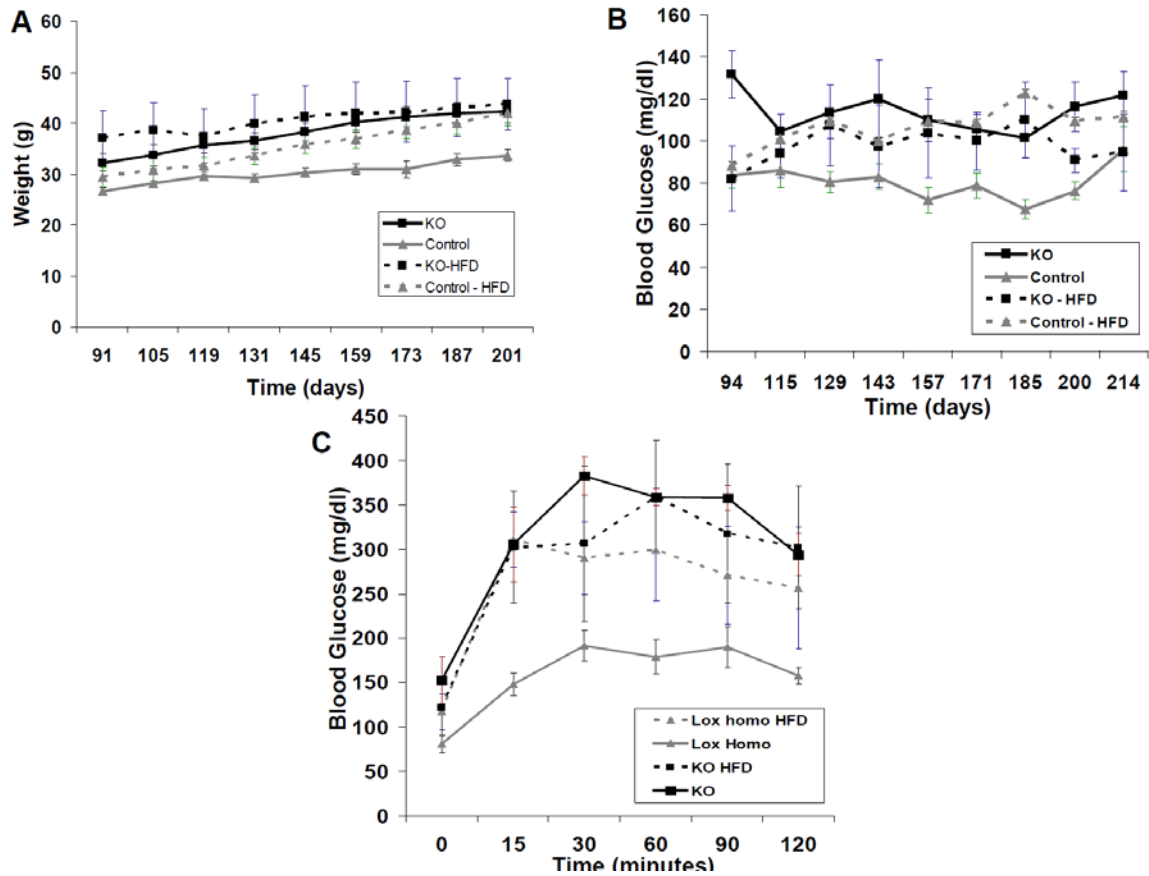 A
60
50
40
30
20
10
0
Weight (g)
KO
Control
KO-HFD
Control - HFD
91 105 119 131 145 159 173 187 201
Time (days)
B
160
140
120
100
80
60
40
20
0
Blood Glucose (mg/dl)
KO
Control
KO - HFD
Control - HFD
94 115 129 143 157 171 185 200 214
Time (days)
C
450
400
350
300
250
200
150
100
50
0
Blood Glucose (mg/dl)
Lox homo HFD
Lox Homo
KO HFD
KO
0 15 30 60 90 120
Time (minutes)